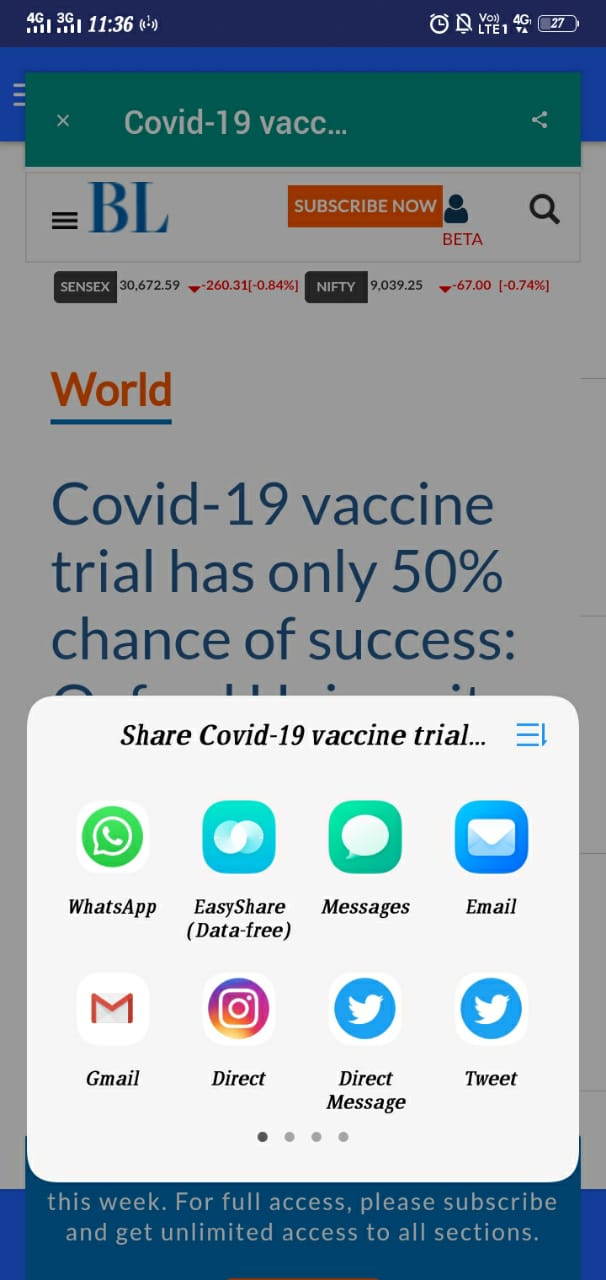 4G 3G 11:36
Vo)) LTE1 4G 27
Covid-19 vacc...
BL
SUBSCRIBE NOW
BETA
SENSEX 30,672.59 -260.31[-0.84%] NIFTY 9,039.25 -67.00 [-0.74%]
World
Covid-19 vaccine
trial has only 50%
chance of success:
Share Covid-19 vaccine trial...
WhatsApp EasyShare (Data-free) Messages Email
Gmail Direct Direct Message Tweet
this week. For full access, please subscribe
and get unlimited access to all sections.